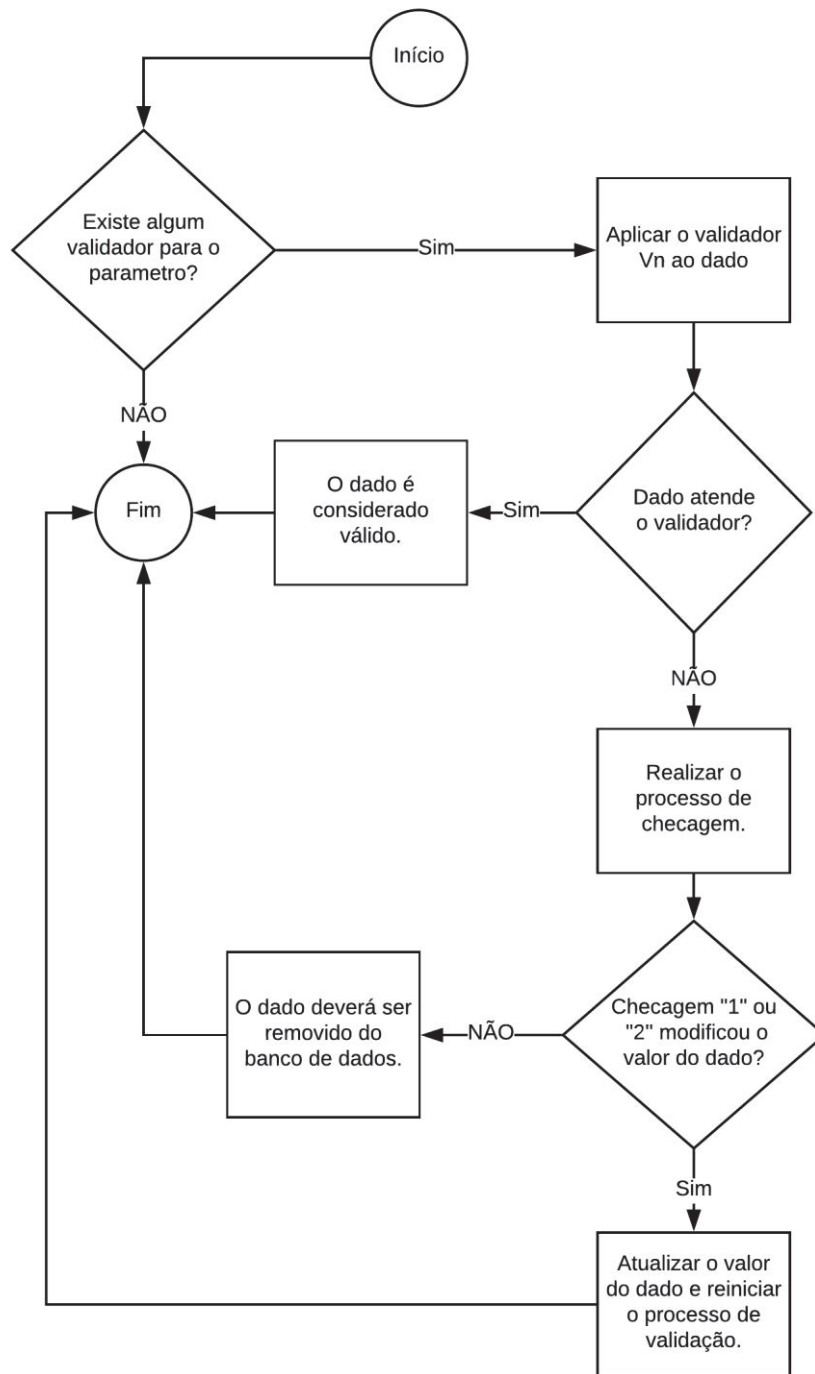 Início
Existe algum
validador para o
parametro?
Sim
Aplicar o validador
Vn ao dado
NÃO
Fim
O dado é
considerado
válido.
Sim
Dado atende
o validador?
NÃO
Realizar o
processo de
checagem.
O dado deverá ser
removido do
banco de dados.
NÃO
Checagem "1" ou
"2" modificou o
valor do dado?
Sim
Atualizar o valor
do dado e reiniciar
o processo de
validação.